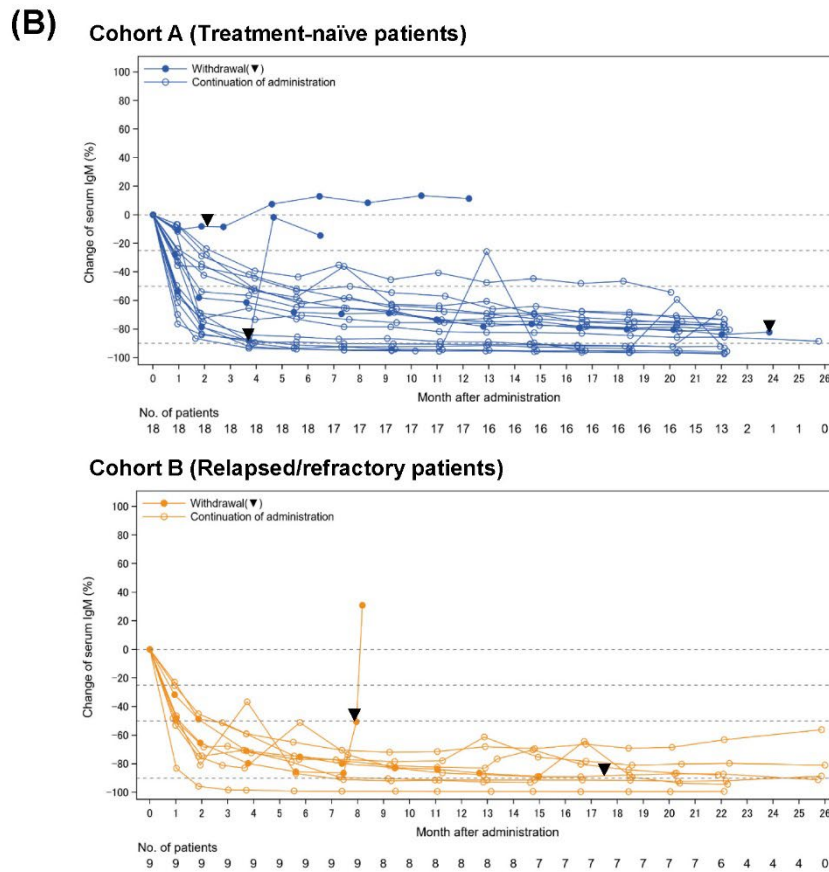 (B)
Cohort A (Treatment-naïve patients)
Withdrawal(▼)
Continuation of administration
100
80
60
40
20
0
−20
−40
−60
−80
−100
Change of serum IgM (%)
0 1 2 3 4 5 6 7 8 9 10 11 12 13 14 15 16 17 18 19 20 21 22 23 24 25 26
Month after administration
No. of patients
18 18 18 18 18 18 18 17 17 17 17 17 17 16 16 16 16 16 16 16 16 15 13 2 1 1 0
Cohort B (Relapsed/refractory patients)
Withdrawal(▼)
Continuation of administration
100
80
60
40
20
0
−20
−40
−60
−80
−100
Change of serum IgM (%)
0 1 2 3 4 5 6 7 8 9 10 11 12 13 14 15 16 17 18 19 20 21 22 23 24 25 26
Month after administration
No. of patients
9 9 9 9 9 9 9 9 9 8 8 8 8 8 8 7 7 7 7 7 7 7 6 4 4 4 0